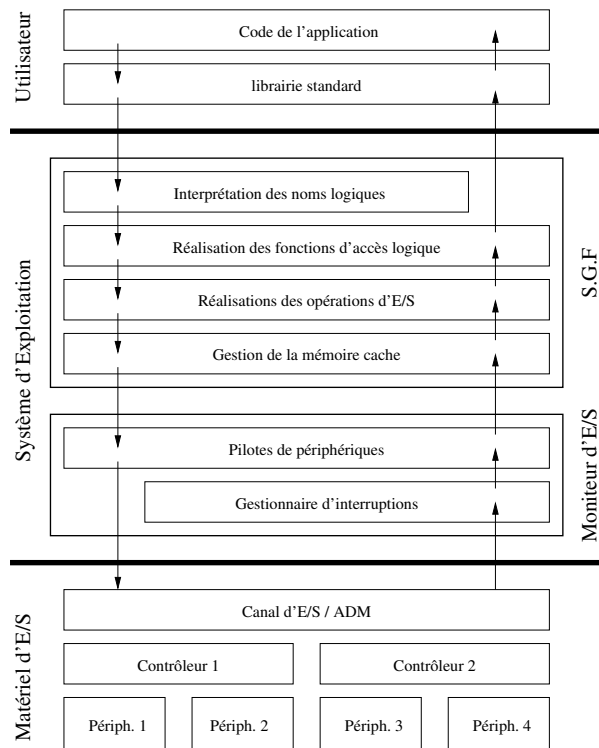 Utilisateur
Code de l'application
librairie standard
Système d'Exploitation
S.G.F
Interprétation des noms logiques
Réalisation des fonctions d'accès logique
Réalisations des opérations d'E/S
Gestion de la mémoire cache
Moniteur d'E/S
Pilotes de périphériques
Gestionnaire d'interruptions
Matériel d'E/S
Canal d'E/S / ADM
Contrôleur 1
Contrôleur 2
Périph. 1
Périph. 2
Périph. 3
Périph. 4